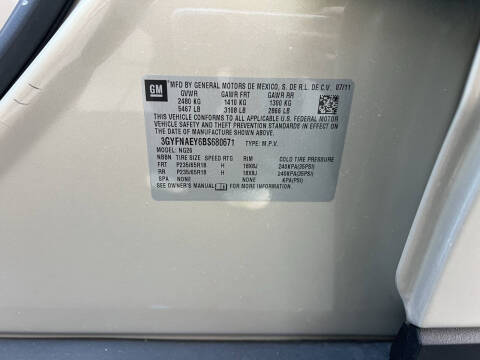 GM MFD BY GENERAL MOTORS DE MEXICO, S. DE R.L. DE C.V. 07/11
GVWR GAWR FRT GAWR RR
2480 KG 1410 KG 1300 KG
5467 LB 3108 LB 2866 LB
THIS VEHICLE CONFORMS TO ALL APPLICABLE U.S. FEDERAL MOTOR
VEHICLE SAFETY AND THEFT PREVENTION STANDARDS IN EFFECT ON
THE DATE OF MANUFACTURE SHOWN ABOVE.
3GYFNAEY6BS680671 TYPE: M.P.V.
MODEL: NG26
TIRE SPEED RTG RIM COLD TIRE PRESSURE
FRT P235/65R18 18X8J 240KPA(35PSI)
RR P235/65R18 18X8J 240KPA(35PSI)
SPA NONE NONE KPA(PSI)
SEE OWNER'S MANUAL FOR MORE INFORMATION.